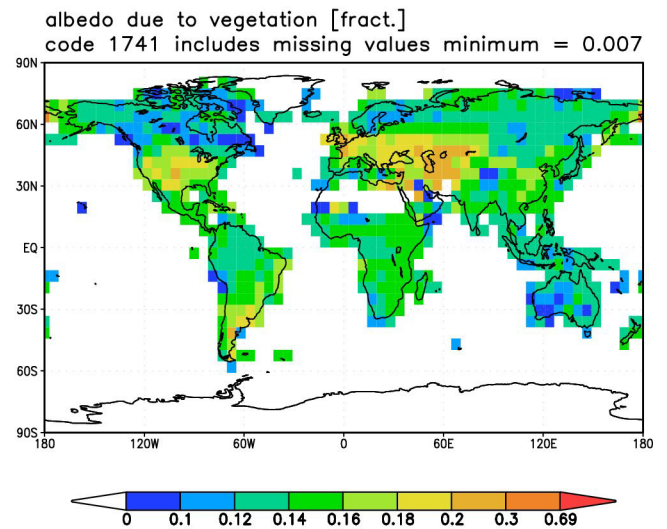 albedo due to vegetation [fract.]
code 1741 includes missing values minimum = 0.007
90N
60N
30N
EQ
30S
60S
90S
180 120W 60W 0 60E 120E 180
0 0.1 0.12 0.14 0.16 0.18 0.2 0.3 0.69